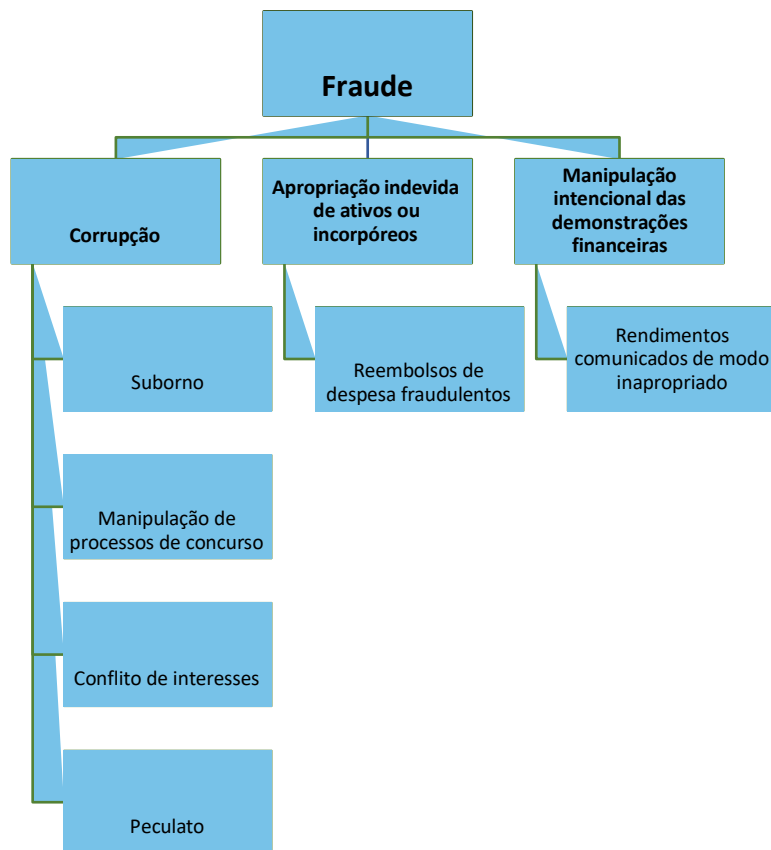 Fraude
Corrupção
Apropriação indevida
de ativos ou
incorpóreos
Manipulação
intencional das
demonstrações
financeiras
Suborno
Manipulação de
processos de concurso
Conflito de interesses
Peculato
Reembolsos de
despesa fraudulentos
Rendimentos
comunicados de modo
inapropriado